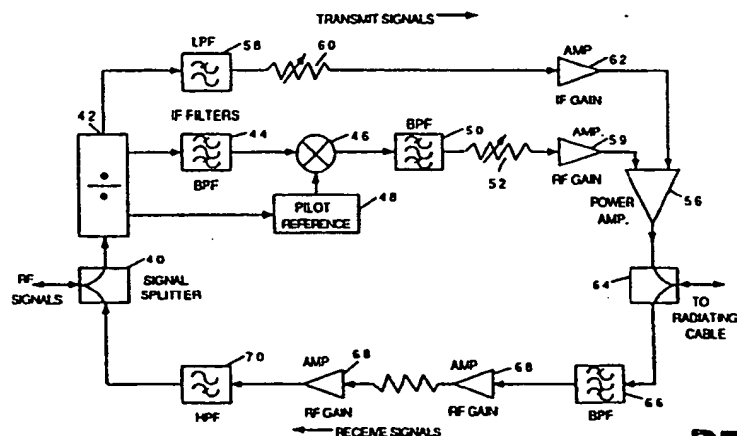 TRANSMIT SIGNALS
LPF
58
60
AMP
62
IF GAIN
42
IF FILTERS
44
BPF
46
BPF
50
52
AMP.
59
RF GAIN
PILOT
REFERENCE
48
POWER
AMP.
56
÷
40
RF
SIGNALS
SIGNAL
SPLITTER
64
TO
RADIATING
CABLE
70
HPF
AMP
68
RF GAIN
AMP
68
RF GAIN
BPF
66
RECEIVE SIGNALS